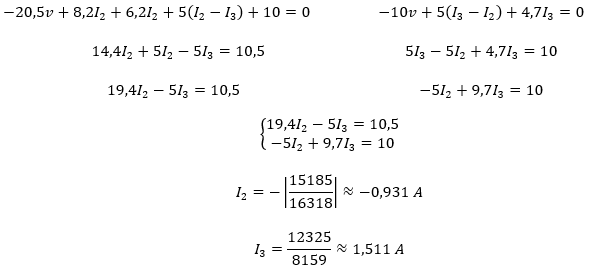 −20,5v + 8,2I₂ + 6,2I₂ + 5(I₂ − I₃) + 10 = 0 −10v + 5(I₃ − I₂) + 4,7I₃ = 0
14,4I₂ + 5I₂ − 5I₃ = 10,5 5I₃ − 5I₂ + 4,7I₃ = 10
19,4I₂ − 5I₃ = 10,5 −5I₂ + 9,7I₃ = 10
{19,4I₂ − 5I₃ = 10,5
−5I₂ + 9,7I₃ = 10
I₂ = −|15185/16318| ≈ −0,931 A
I₃ = 12325/8159 ≈ 1,511 A